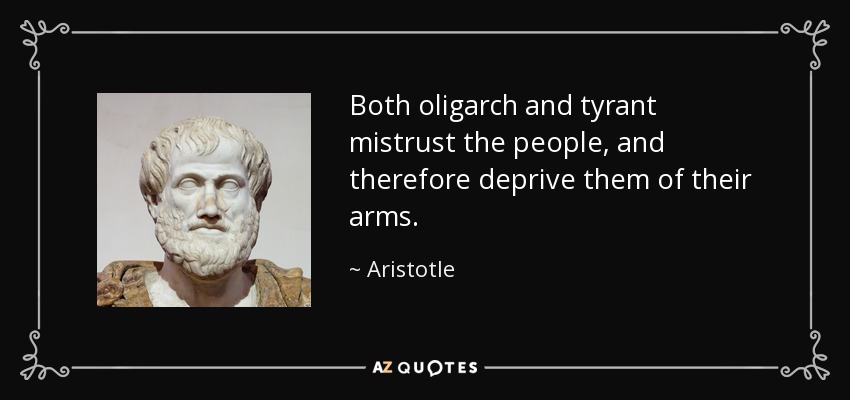 Both oligarch and tyrant
mistrust the people, and
therefore deprive them of their
arms.
~ Aristotle
AZ QUOTES